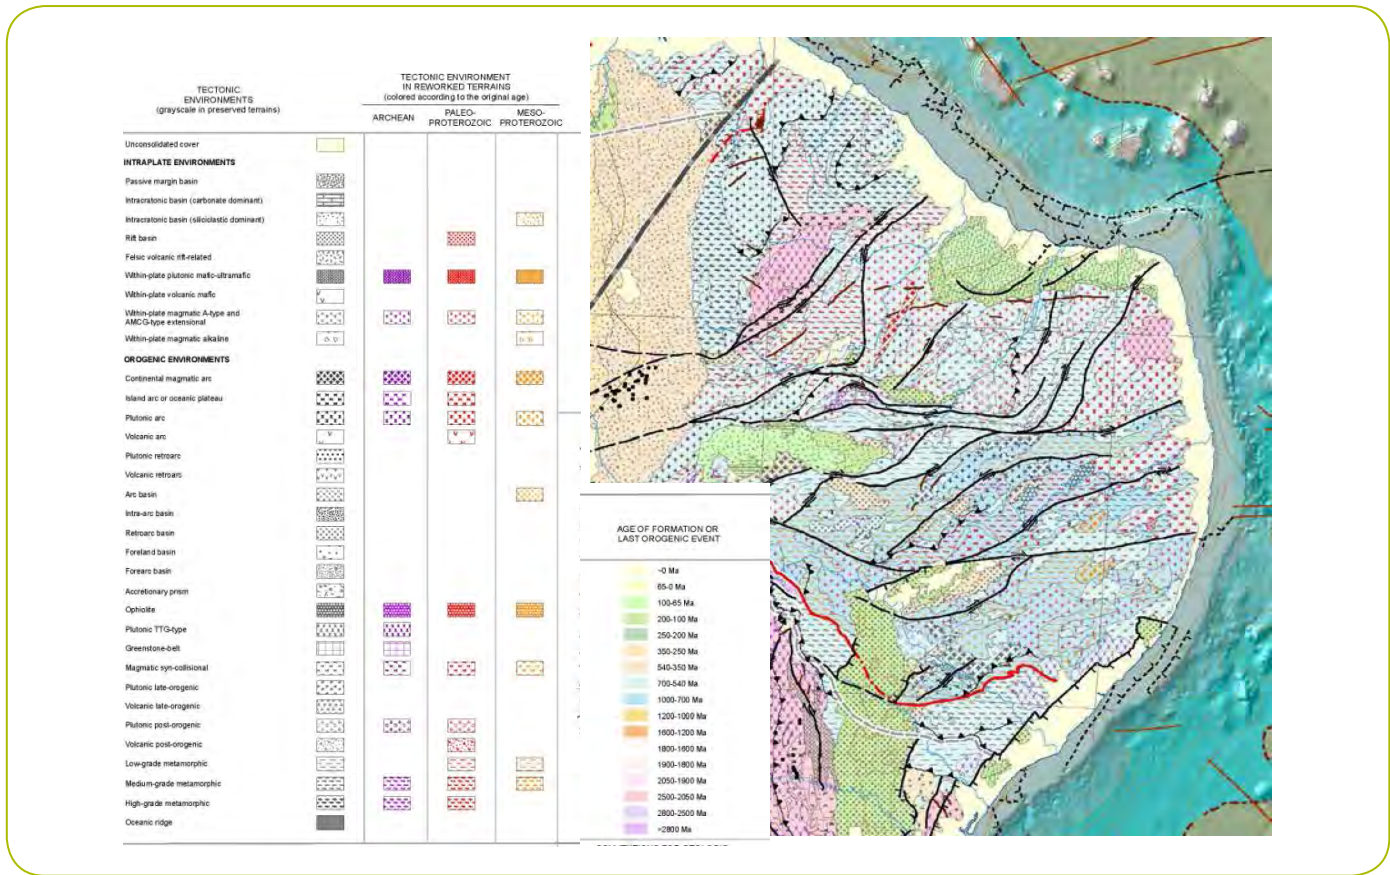 TECTONIC
ENVIRONMENTS
(grayscale in preserved terrains)
TECTONIC ENVIRONMENT
IN REWORKED TERRAINS
(colored according to the original age)
ARCHEAN
PALEO-
PROTEROZOIC
MESO-
PROTEROZOIC
Unconsolidated cover
INTRAPLATE ENVIRONMENTS
Passive margin basin
Intracratonic basin (carbonate dominant)
Intracratonic basin (siliciclastic dominant)
Rift basin
Felsic volcanic rift-related
Within-plate plutonic mafic-ultramafic
Within-plate volcanic mafic
Within-plate magmatic A-type and
AMCG-type extensional
Within-plate magmatic alkaline
OROGENIC ENVIRONMENTS
Continental magmatic arc
Island arc or oceanic plateau
Plutonic arc
Volcanic arc
Plutonic retroarc
Volcanic retroarc
Arc basin
Intra-arc basin
Retroarc basin
Foreland basin
Forearc basin
Accretionary prism
Ophiolite
Plutonic TTG-type
Greenstone-belt
Magmatic syn-collisional
Plutonic late-orogenic
Volcanic late-orogenic
Plutonic post-orogenic
Volcanic post-orogenic
Low-grade metamorphic
Medium-grade metamorphic
High-grade metamorphic
Oceanic ridge
AGE OF FORMATION OR
LAST OROGENIC EVENT
~0 Ma
65-0 Ma
100-65 Ma
200-100 Ma
250-200 Ma
350-250 Ma
540-350 Ma
700-540 Ma
1000-700 Ma
1200-1000 Ma
1600-1200 Ma
1800-1600 Ma
1900-1800 Ma
2050-1900 Ma
2500-2050 Ma
2800-2500 Ma
>2800 Ma